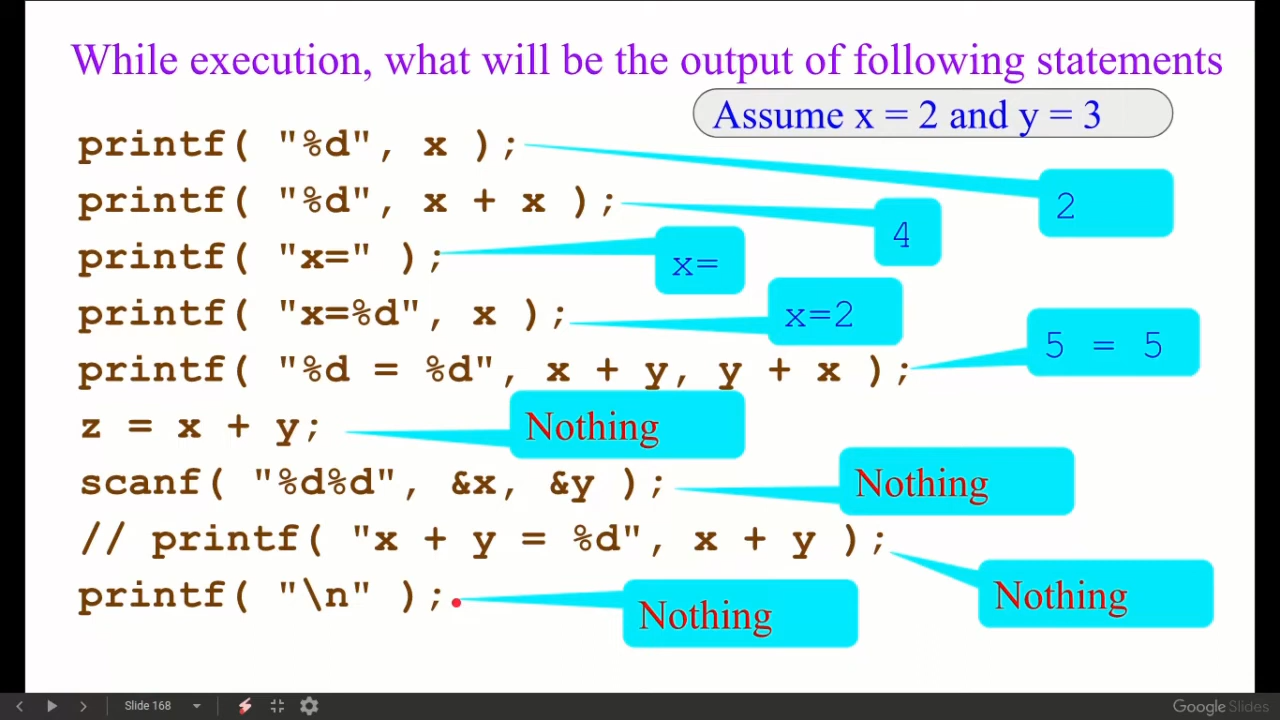 While execution, what will be the output of following statements
Assume x = 2 and y = 3
printf( "%d", x );
2
printf( "%d", x + x );
4
printf( "x=" );
x=
printf( "x=%d", x );
x=2
printf( "%d = %d", x + y, y + x );
5 = 5
z = x + y;
Nothing
scanf( "%d%d", &x, &y );
Nothing
// printf( "x + y = %d", x + y );
Nothing
printf( "\n" );
Nothing
Slide 168
Google Slides